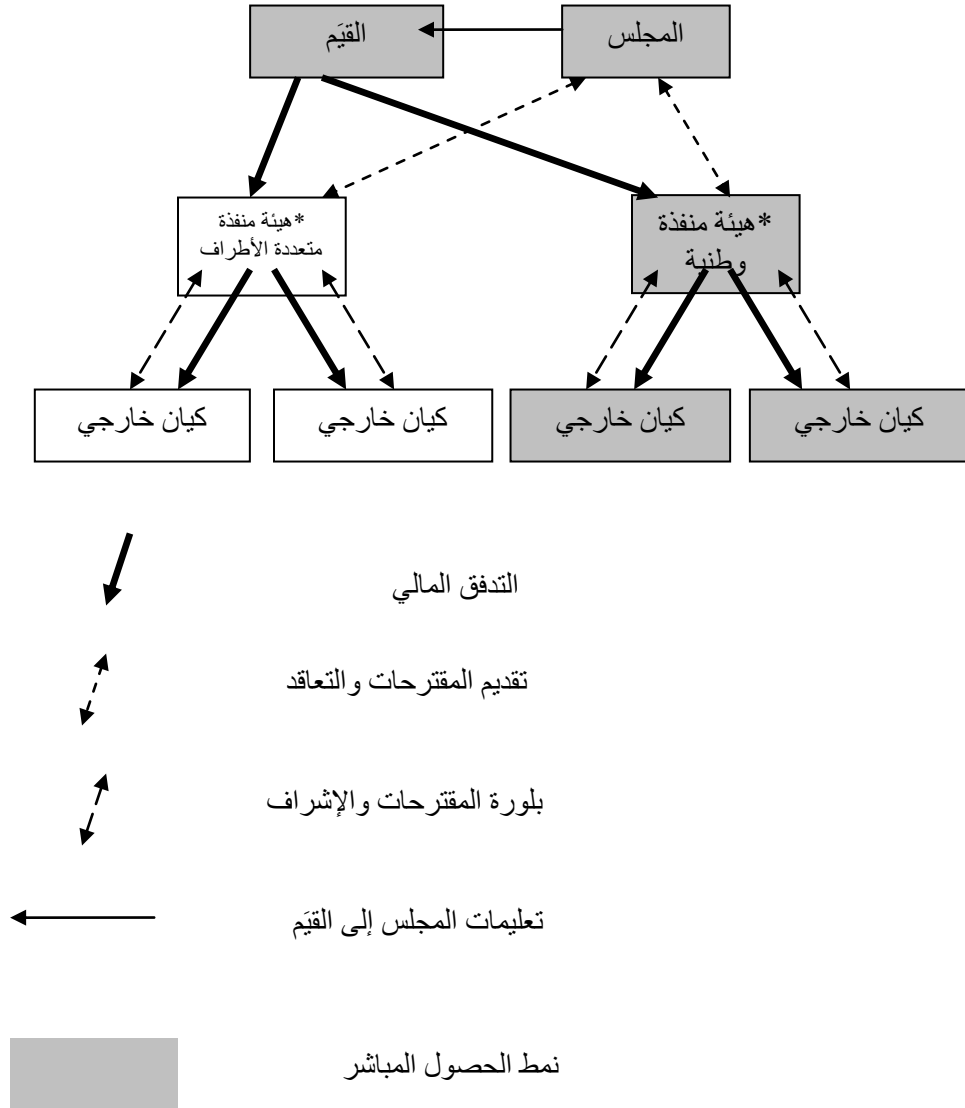 المجلس
القيَم
*هيئة منفذة
وطنية
*هيئة منفذة
متعددة الأطراف
كيان خارجي
كيان خارجي
كيان خارجي
كيان خارجي
التدفق المالي
تقديم المقترحات والتعاقد
بلورة المقترحات والإشراف
تعليمات المجلس إلى القيَم
نمط الحصول المباشر